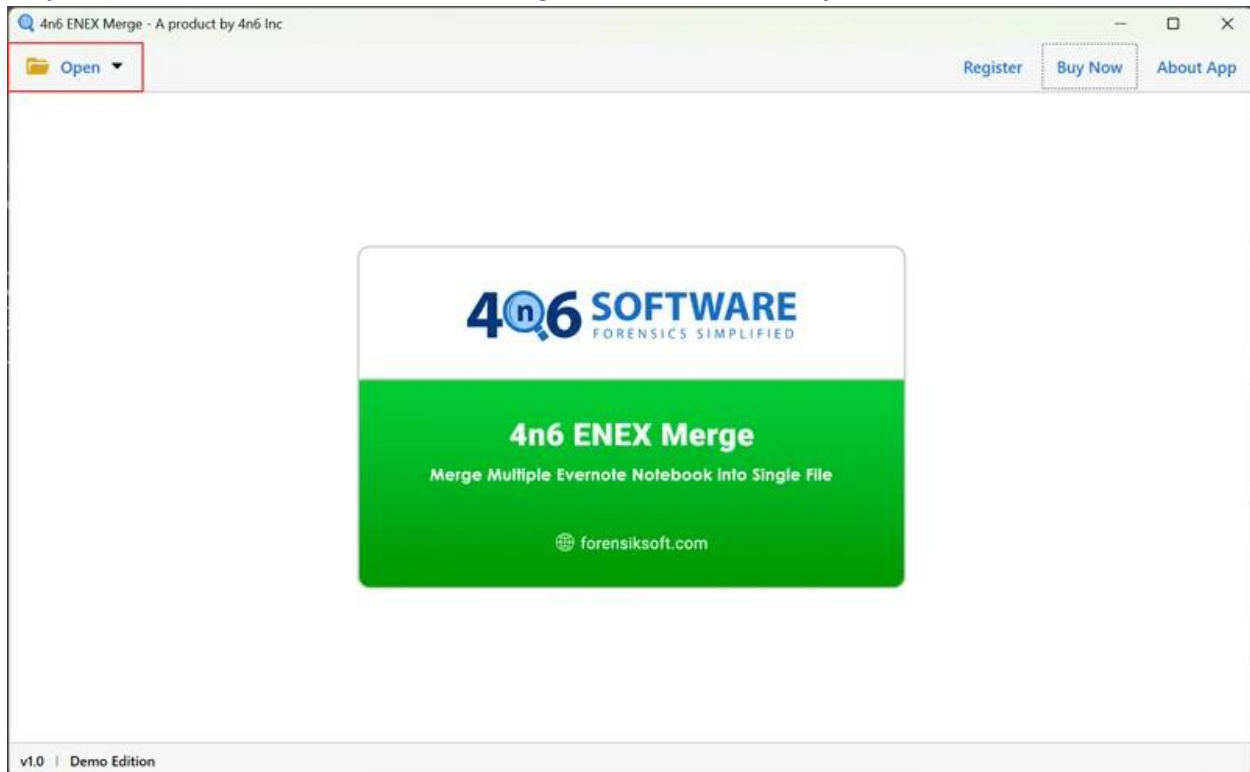 4n6 ENEX Merge - A product by 4n6 Inc
Open Register Buy Now About App
4n6 SOFTWARE
FORENSICS SIMPLIFIED
4n6 ENEX Merge
Merge Multiple Evernote Notebook into Single File
forensiksoft.com
v1.0 | Demo Edition